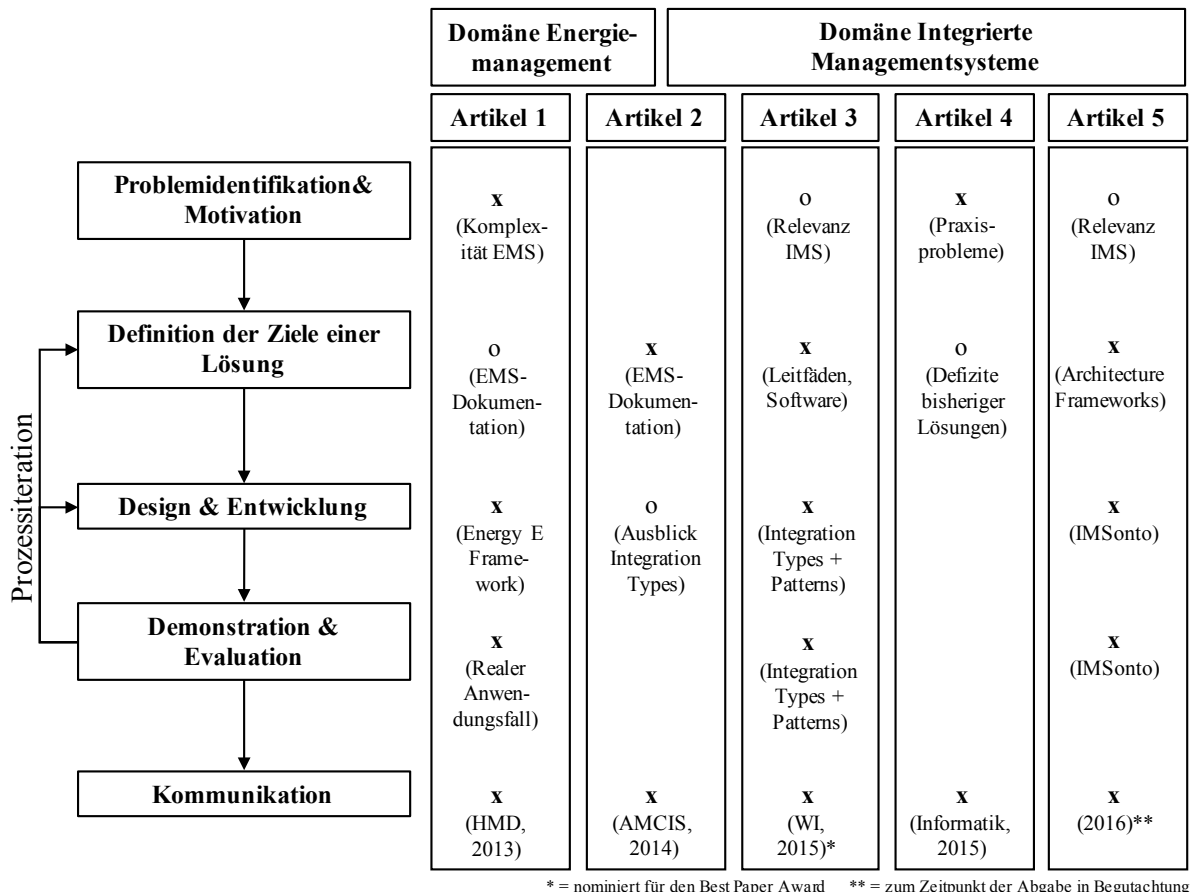 Domäne Energie-
management
Domäne Integrierte
Managementsysteme
Artikel 1
Artikel 2
Artikel 3
Artikel 4
Artikel 5
Problemidentifikation&
Motivation
x
(Komplex-
ität EMS)
o
(Relevanz
IMS)
x
(Praxis-
probleme)
o
(Relevanz
IMS)
Definition der Ziele einer
Lösung
o
(EMS-
Dokumen-
tation)
x
(EMS-
Dokumen-
tation)
x
(Leitfäden,
Software)
o
(Defizite
bisheriger
Lösungen)
x
(Architecture
Frameworks)
Prozessiteration
Design & Entwicklung
x
(Energy E
Frame-
work)
o
(Ausblick
Integration
Types)
x
(Integration
Types +
Patterns)
x
(IMSonto)
Demonstration &
Evaluation
x
(Realer
Anwen-
dungsfall)
x
(Integration
Types +
Patterns)
x
(IMSonto)
Kommunikation
x
(HMD,
2013)
x
(AMCIS,
2014)
x
(WI,
2015)*
x
(Informatik,
2015)
x
(2016)**
* = nominiert für den Best Paper Award ** = zum Zeitpunkt der Abgabe in Begutachtung